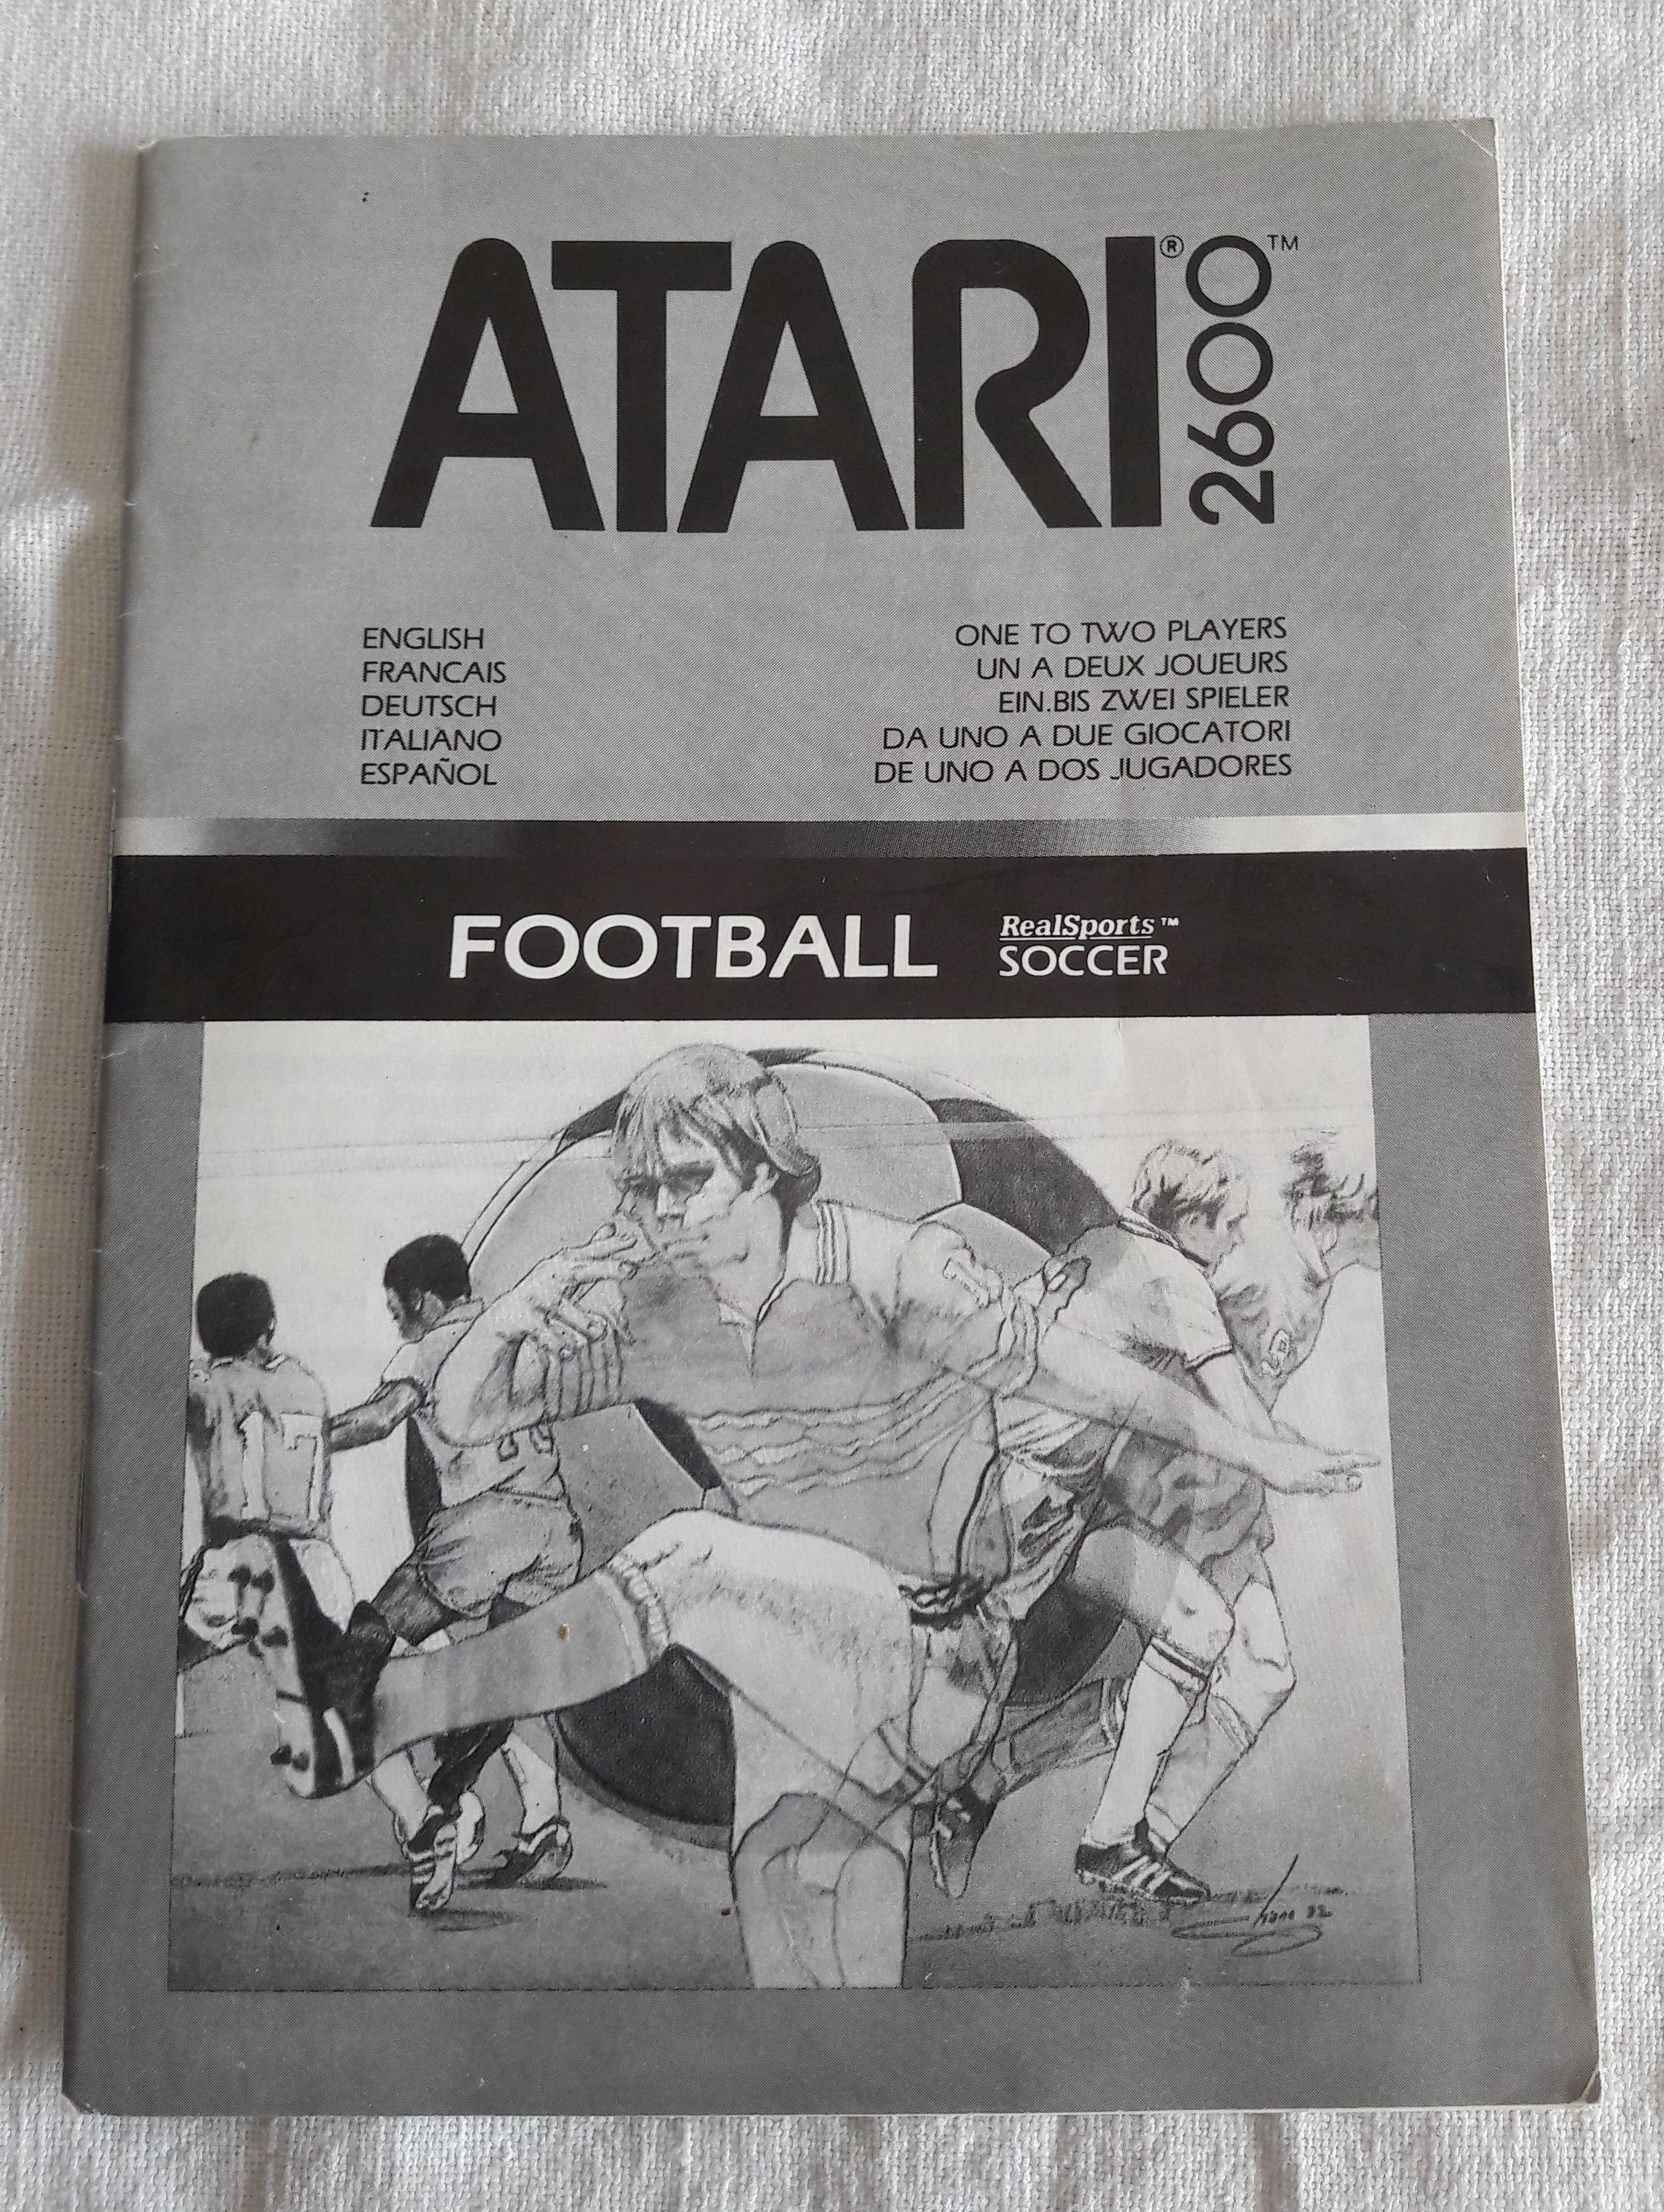 ATARI® 2600™
ENGLISH
FRANCAIS
DEUTSCH
ITALIANO
ESPAÑOL
ONE TO TWO PLAYERS
UN A DEUX JOUEURS
EIN.BIS ZWEI SPIELER
DA UNO A DUE GIOCATORI
DE UNO A DOS JUGADORES
FOOTBALL
RealSports™
SOCCER
17